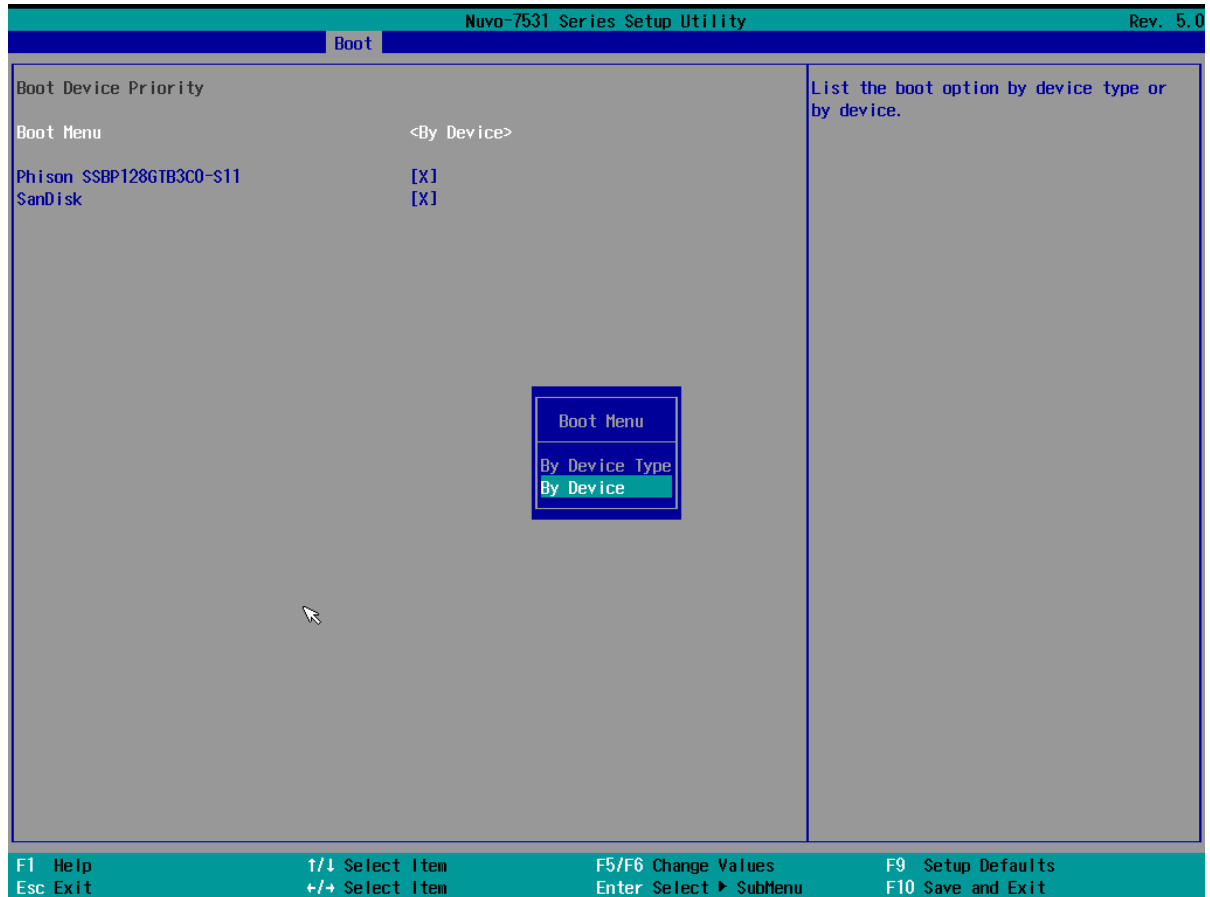 Nuvo-7531 Series Setup Utility Rev. 5.0
Boot
Boot Device Priority
Boot Menu <By Device>
Phison SSBP128GTB3C0-S11 [X]
SanDisk [X]
List the boot option by device type or
by device.
Boot Menu
By Device Type
By Device
F1 Help ↑/↓ Select Item F5/F6 Change Values F9 Setup Defaults
Esc Exit ←/→ Select Item Enter Select ▶ SubMenu F10 Save and Exit